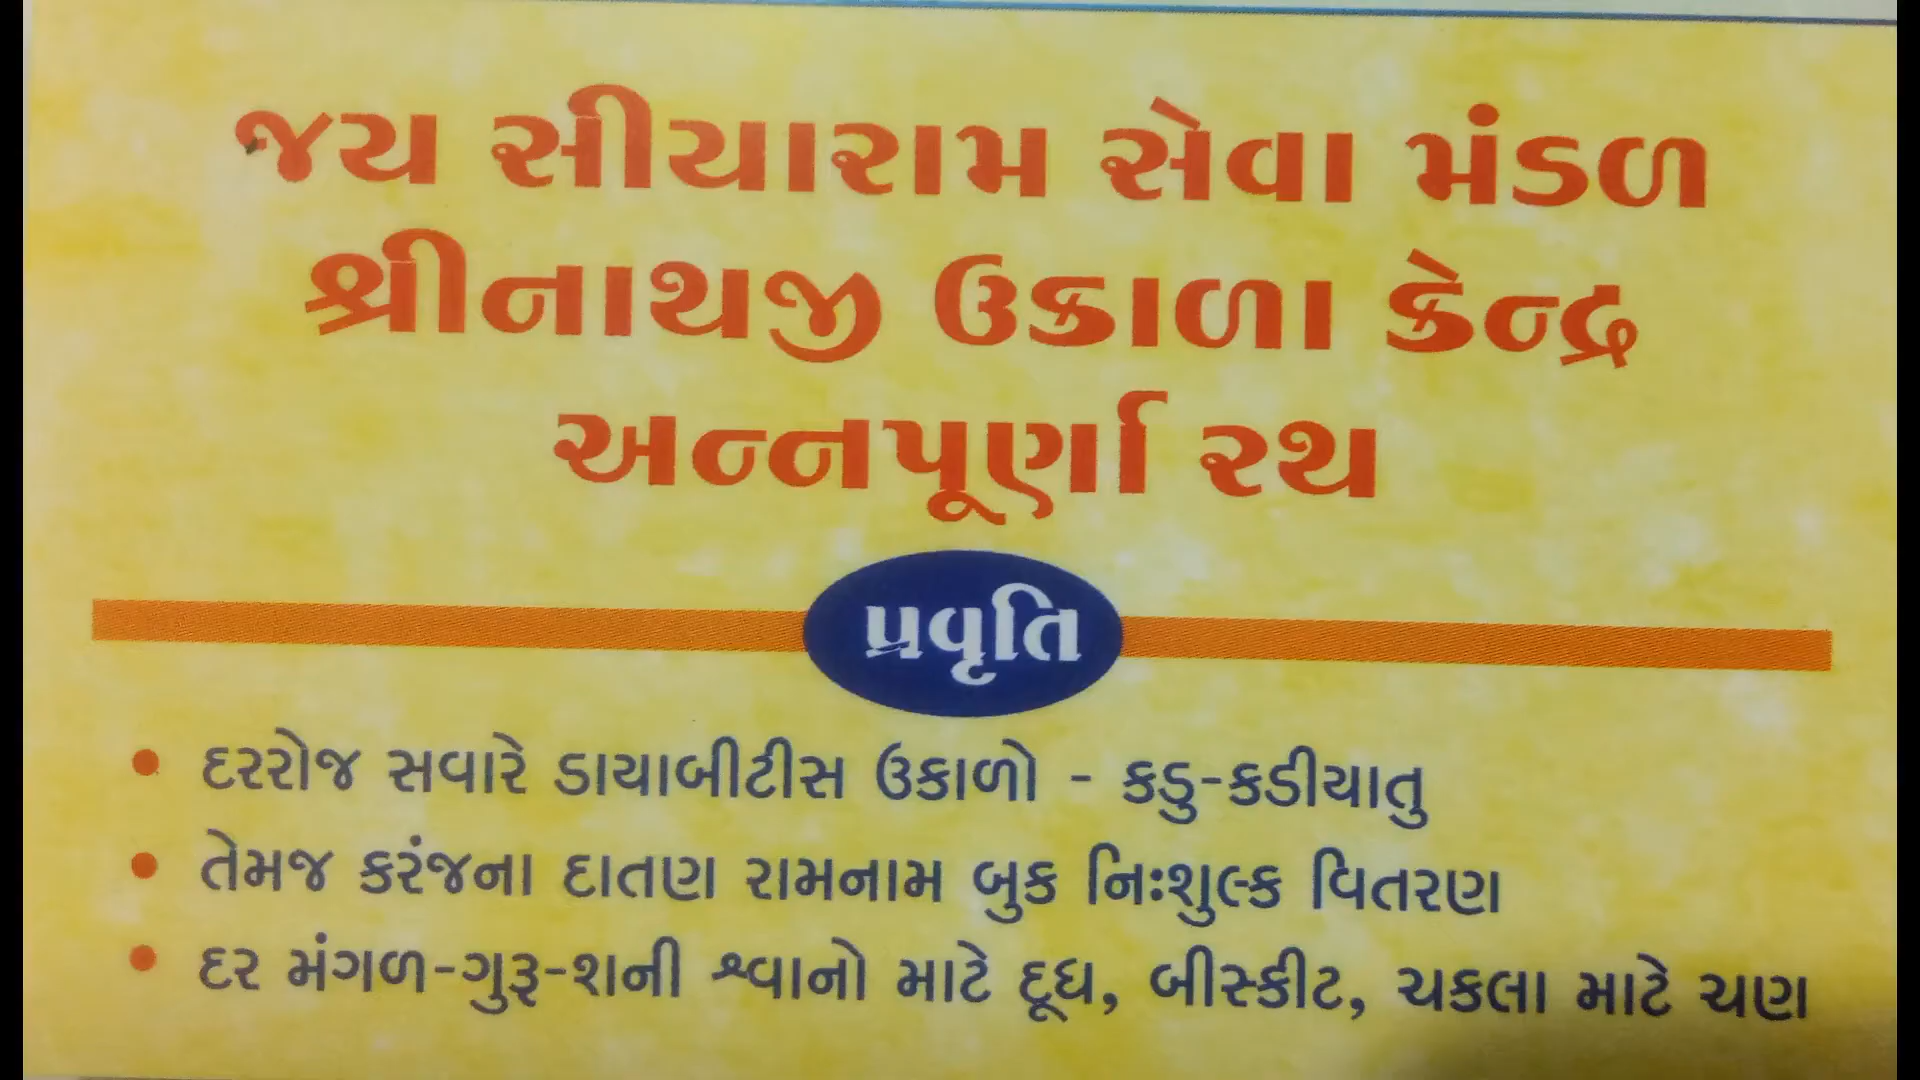 જય સીયારામ સેવા મંડળ
શ્રીનાથજી ઉકાળા કેન્દ્ર
અન્નપૂર્ણા રથ
પ્રવૃતિ
• દરરોજ સવારે ડાયાબીટીસ ઉકાળો - કડુ-કડીયાતુ
• તેમજ કરંજના દાતણ રામનામ બુક નિઃશુલ્ક વિતરણ
• દર મંગળ-ગુરૂ-શની શ્વાનો માટે દૂધ, બીસ્કીટ, ચકલા માટે ચણ